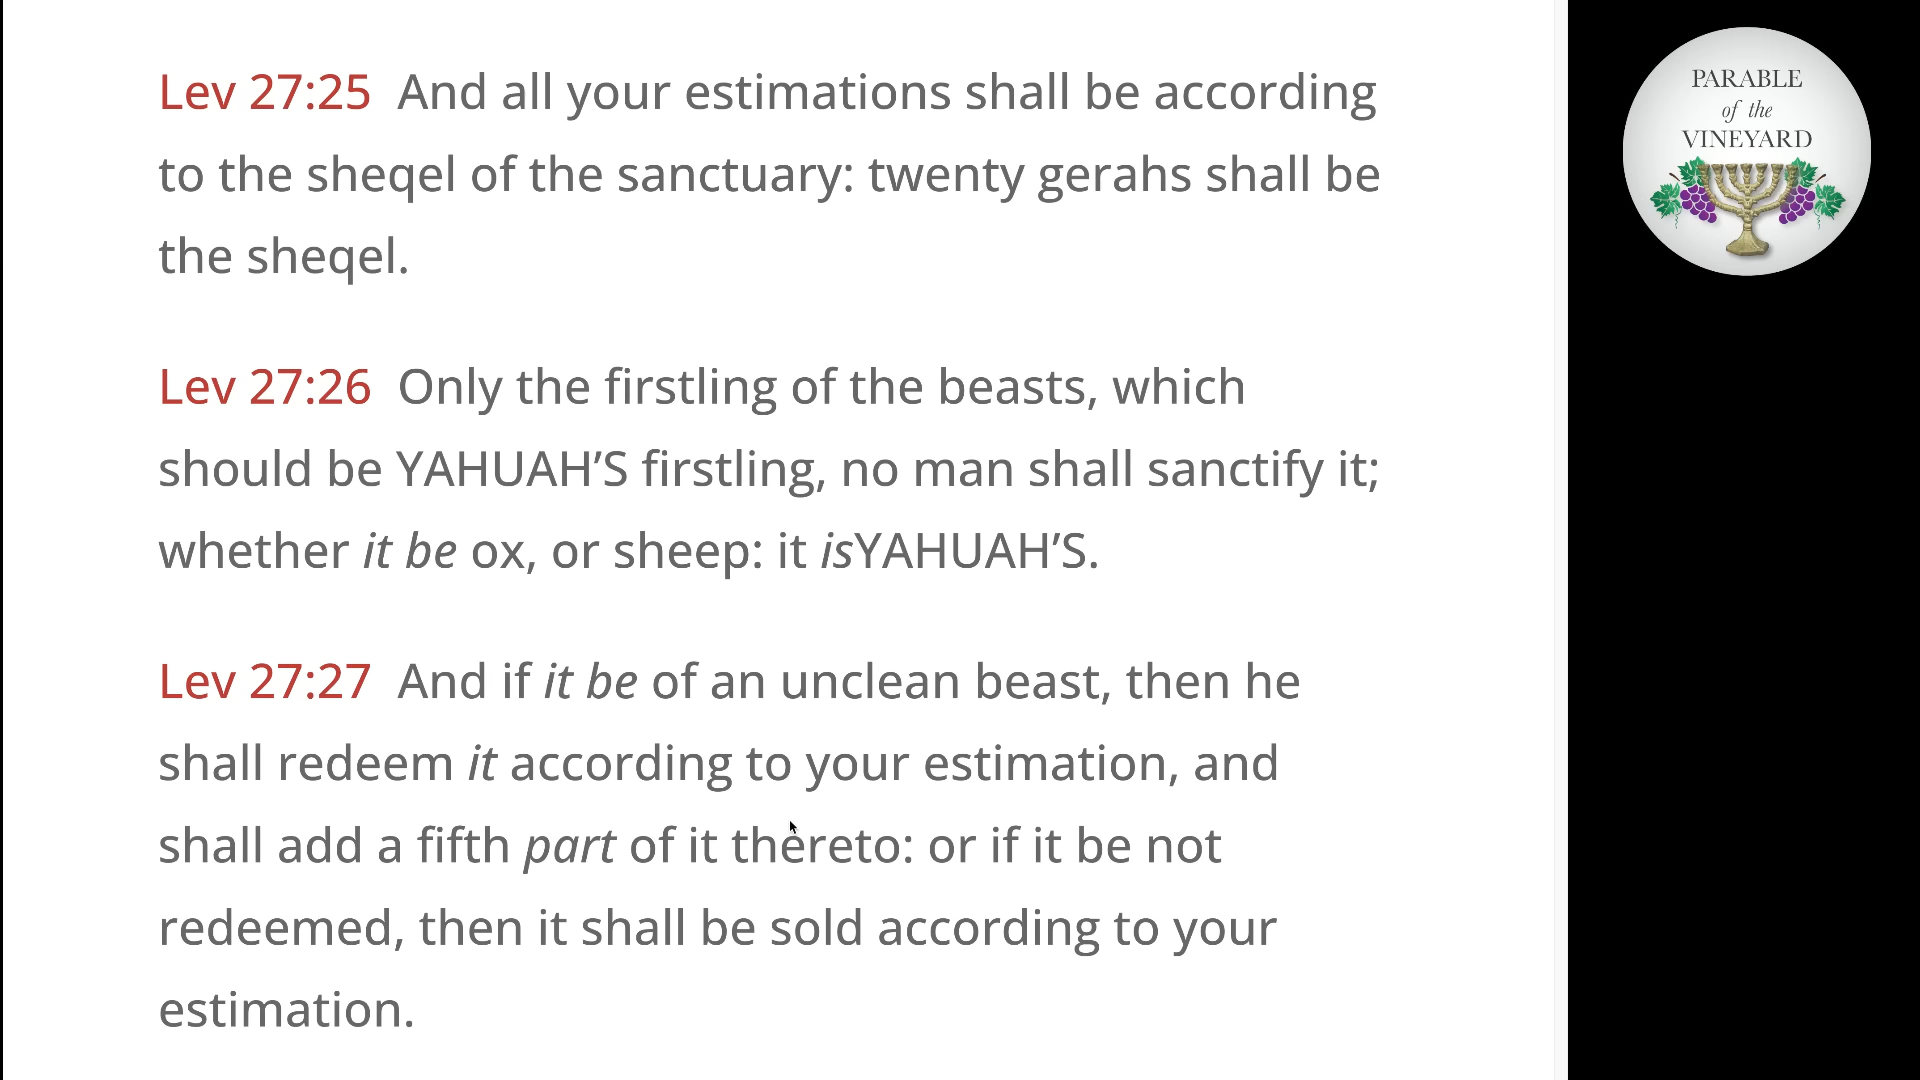 Lev 27:25 And all your estimations shall be according
to the sheqel of the sanctuary: twenty gerahs shall be
the sheqel.
Lev 27:26 Only the firstling of the beasts, which
should be YAHUAH’S firstling, no man shall sanctify it;
whether it be ox, or sheep: it isYAHUAH’S.
Lev 27:27 And if it be of an unclean beast, then he
shall redeem it according to your estimation, and
shall add a fifth part of it thereto: or if it be not
redeemed, then it shall be sold according to your
estimation.
PARABLE
of the
VINEYARD